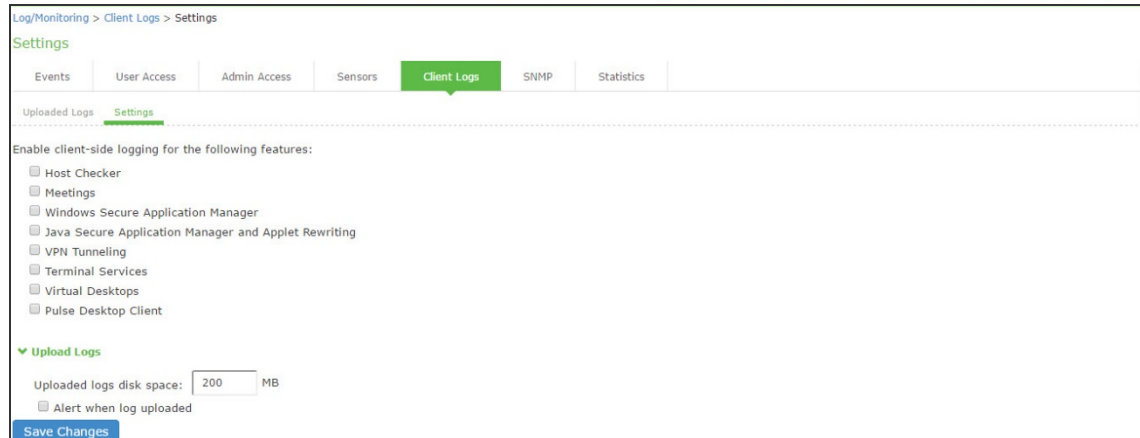 Log/Monitoring > Client Logs > Settings
Settings
Events User Access Admin Access Sensors Client Logs SNMP Statistics
Uploaded Logs Settings
Enable client-side logging for the following features:
Host Checker
Meetings
Windows Secure Application Manager
Java Secure Application Manager and Applet Rewriting
VPN Tunneling
Terminal Services
Virtual Desktops
Pulse Desktop Client
Upload Logs
Uploaded logs disk space: 200 MB
Alert when log uploaded
Save Changes